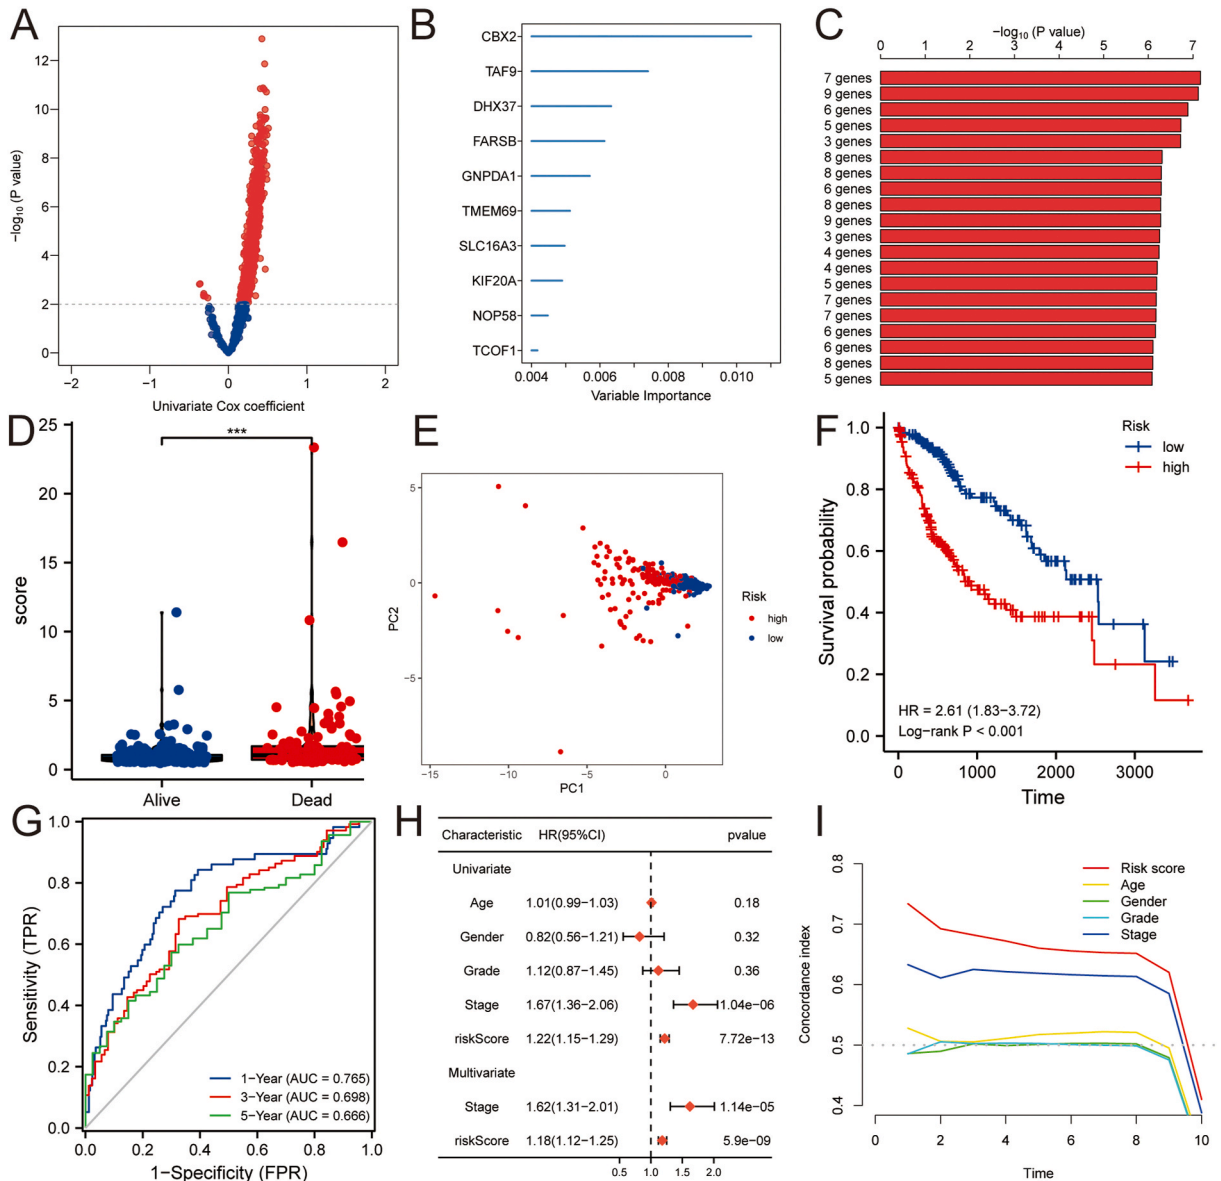 A
−log10 (P value)
12
10
8
6
4
2
0
−2
−1
0
1
2
Univariate Cox coefficient
B
CBX2
TAF9
DHX37
FARSB
GNPDA1
TMEM69
SLC16A3
KIF20A
NOP58
TCOF1
0.004
0.006
0.008
0.010
Variable Importance
C
−log10 (P value)
0
1
2
3
4
5
6
7
7 genes
9 genes
6 genes
5 genes
3 genes
8 genes
8 genes
6 genes
8 genes
9 genes
3 genes
4 genes
4 genes
5 genes
7 genes
7 genes
6 genes
6 genes
8 genes
5 genes
D
score
25
20
15
10
5
0
***
Alive
Dead
E
PC2
5
0
−5
−15
−10
−5
0
PC1
Risk
high
low
F
Survival probability
1.0
0.8
0.6
0.4
0.2
0.0
Risk
low
high
HR = 2.61 (1.83−3.72)
Log−rank P < 0.001
0
1000
2000
3000
Time
G
Sensitivity (TPR)
1.0
0.8
0.6
0.4
0.2
0.0
1−Year (AUC = 0.765)
3−Year (AUC = 0.698)
5−Year (AUC = 0.666)
0.0
0.2
0.4
0.6
0.8
1.0
1−Specificity (FPR)
H
Characteristic HR(95%CI) pvalue
Univariate
Age 1.01(0.99−1.03) 0.18
Gender 0.82(0.56−1.21) 0.32
Grade 1.12(0.87−1.45) 0.36
Stage 1.67(1.36−2.06) 1.04e−06
riskScore 1.22(1.15−1.29) 7.72e−13
Multivariate
Stage 1.62(1.31−2.01) 1.14e−05
riskScore 1.18(1.12−1.25) 5.9e−09
0.5
1.0
1.5
2.0
I
Concordance index
0.8
0.7
0.6
0.5
0.4
Risk score
Age
Gender
Grade
Stage
0
2
4
6
8
10
Time